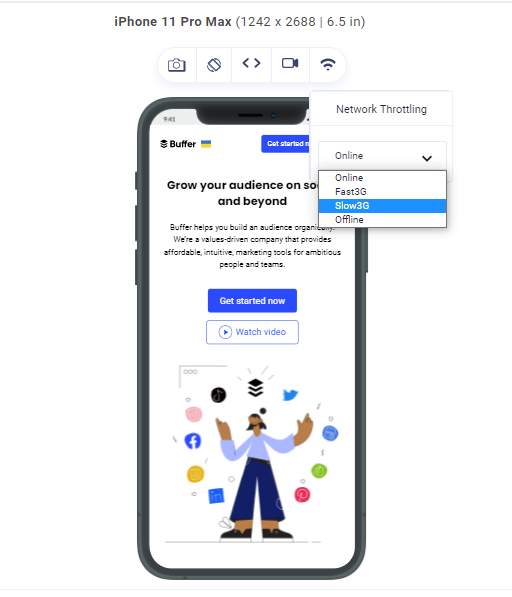 iPhone 11 Pro Max (1242 x 2688 | 6.5 in)
Network Throttling
Online
Online
Fast3G
Slow3G
Offline
9:41
Buffer
Get started
Grow your audience on
and beyond
Buffer helps you build an audience organically.
We're a values-driven company that provides
affordable, intuitive, marketing tools for ambitious
people and teams.
Get started now
Watch video